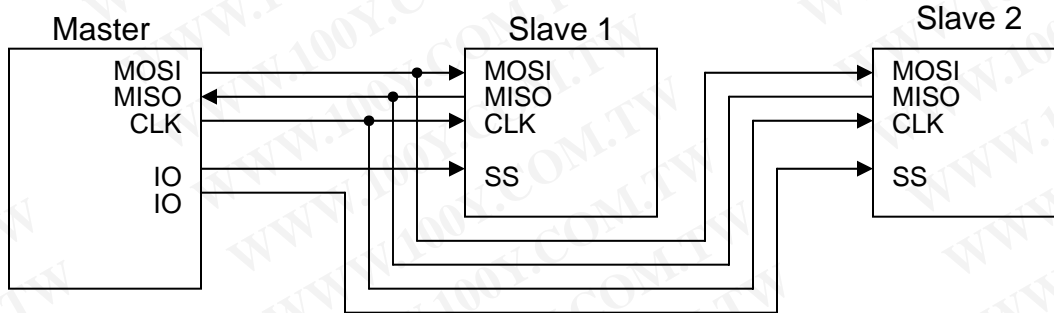 Master
Slave 1
Slave 2
MOSI
MISO
CLK
IO
IO
MOSI
MISO
CLK
SS
MOSI
MISO
CLK
SS
WWW.100Y.COM.TW